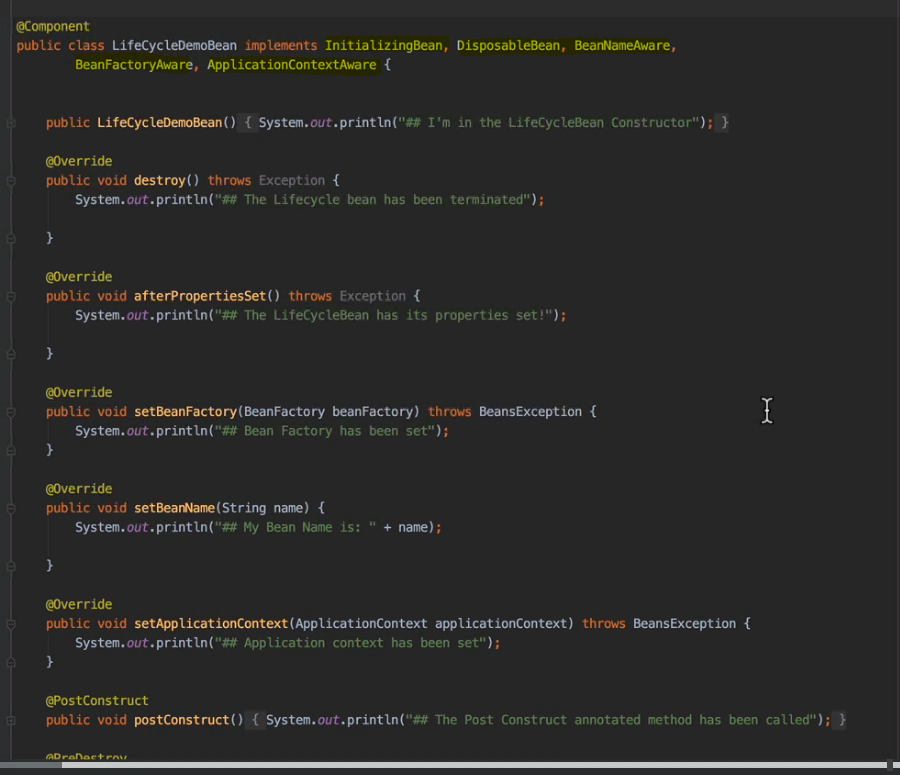 @Component
public class LifeCycleDemoBean implements InitializingBean, DisposableBean, BeanNameAware,
BeanFactoryAware, ApplicationContextAware {
public LifeCycleDemoBean() { System.out.println("## I'm in the LifeCycleBean Constructor"); }
@Override
public void destroy() throws Exception {
System.out.println("## The Lifecycle bean has been terminated");
}
@Override
public void afterPropertiesSet() throws Exception {
System.out.println("## The LifeCycleBean has its properties set!");
}
@Override
public void setBeanFactory(BeanFactory beanFactory) throws BeansException {
System.out.println("## Bean Factory has been set");
}
@Override
public void setBeanName(String name) {
System.out.println("## My Bean Name is: " + name);
}
@Override
public void setApplicationContext(ApplicationContext applicationContext) throws BeansException {
System.out.println("## Application context has been set");
}
@PostConstruct
public void postConstruct() { System.out.println("## The Post Construct annotated method has been called"); }
@PreDestroy